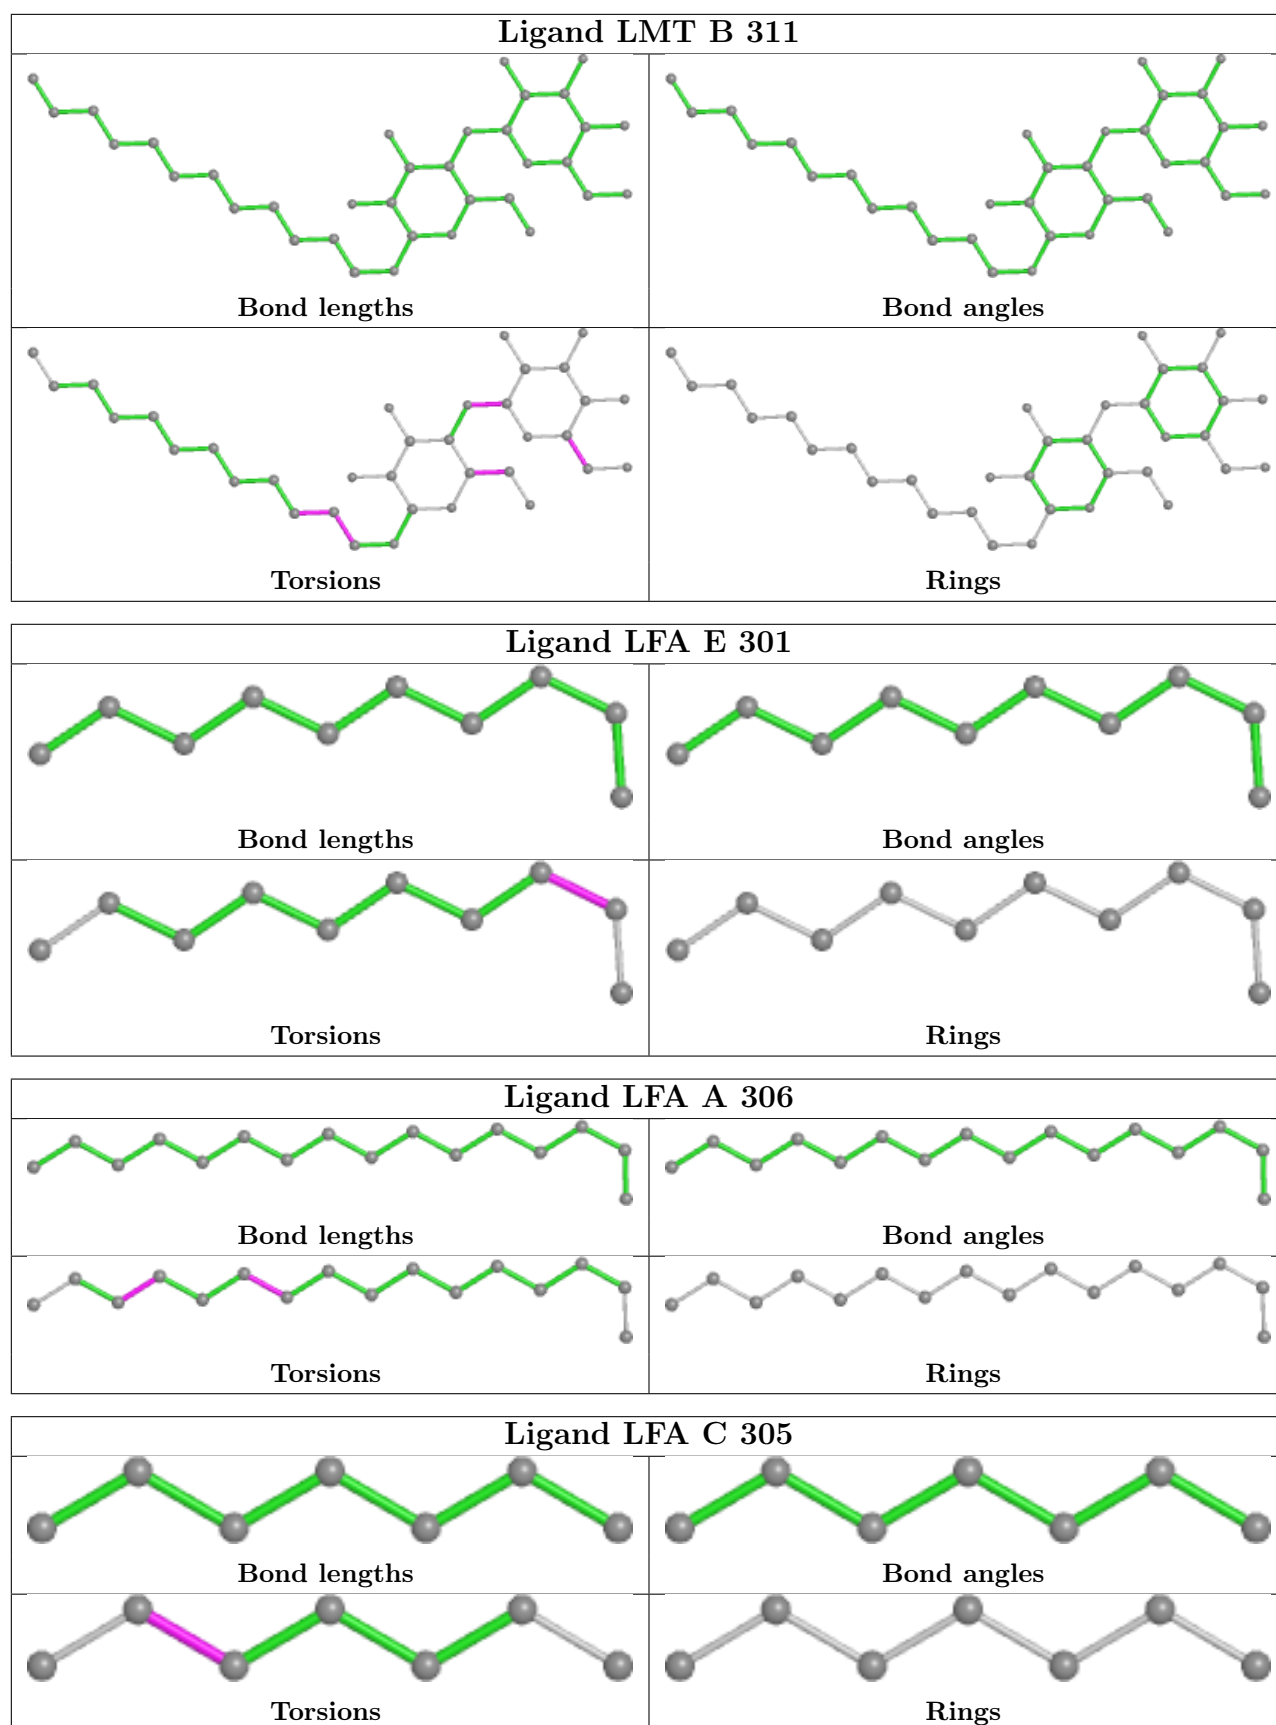 Ligand LMT B 311
Bond lengths
Bond angles
Torsions
Rings
Ligand LFA E 301
Bond lengths
Bond angles
Torsions
Rings
Ligand LFA A 306
Bond lengths
Bond angles
Torsions
Rings
Ligand LFA C 305
Bond lengths
Bond angles
Torsions
Rings